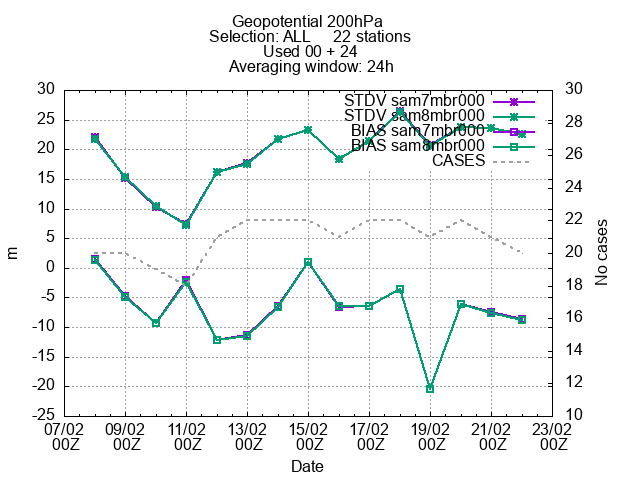 Geopotential 200hPa
Selection: ALL     22 stations
Used 00 + 24
Averaging window: 24h
30
25
20
15
10
5
0
-5
-10
-15
-20
-25
m
STDV sam7mbr000
STDV sam8mbr000
BIAS sam7mbr000
BIAS sam8mbr000
CASES
30
28
26
24
22
20
18
16
14
12
10
No cases
07/02 09/02 11/02 13/02 15/02 17/02 19/02 21/02 23/02
00Z 00Z 00Z 00Z 00Z 00Z 00Z 00Z 00Z
Date